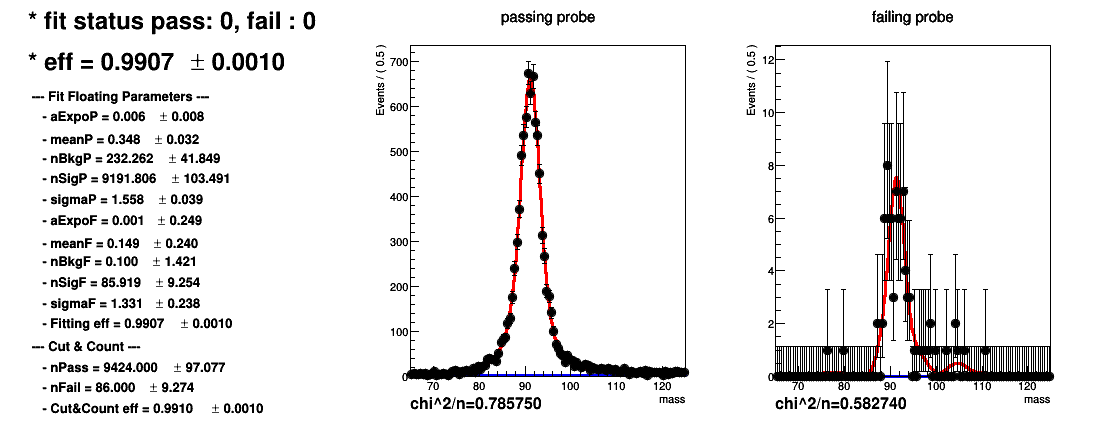 * fit status pass: 0, fail : 0
* eff = 0.9907 ± 0.0010
--- Fit Floating Parameters ---
- aExpoP = 0.006 ± 0.008
- meanP = 0.348 ± 0.032
- nBkgP = 232.262 ± 41.849
- nSigP = 9191.806 ± 103.491
- sigmaP = 1.558 ± 0.039
- aExpoF = 0.001 ± 0.249
- meanF = 0.149 ± 0.240
- nBkgF = 0.100 ± 1.421
- nSigF = 85.919 ± 9.254
- sigmaF = 1.331 ± 0.238
- Fitting eff = 0.9907 ± 0.0010
--- Cut & Count ---
- nPass = 9424.000 ± 97.077
- nFail = 86.000 ± 9.274
- Cut&Count eff = 0.9910 ± 0.0010
passing probe
Events / ( 0.5 )
700
600
500
400
300
200
100
0
70 80 90 100 110 120
mass
chi^2/n=0.785750
failing probe
Events / ( 0.5 )
12
10
8
6
4
2
0
70 80 90 100 110 120
mass
chi^2/n=0.582740